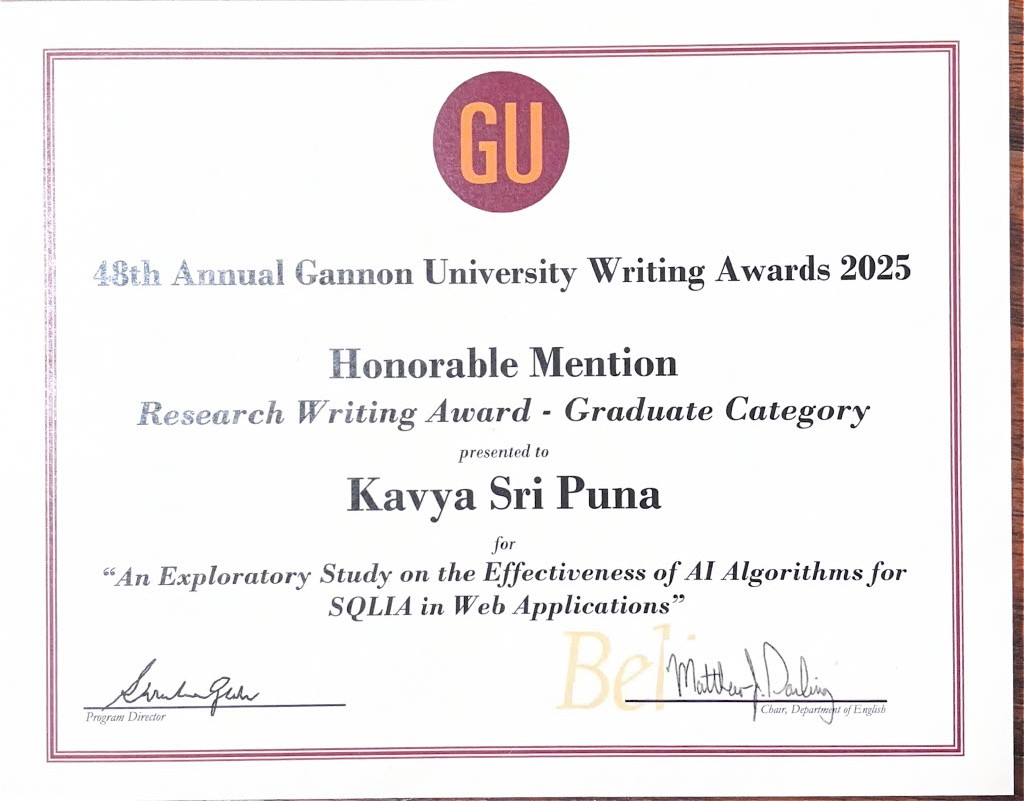 GU
48th Annual Gannon University Writing Awards 2025
Honorable Mention
Research Writing Award - Graduate Category
presented to
Kavya Sri Puna
for
“An Exploratory Study on the Effectiveness of AI Algorithms for
SQLIA in Web Applications”
Matthew J. Darling
Program Director
Chair, Department of English